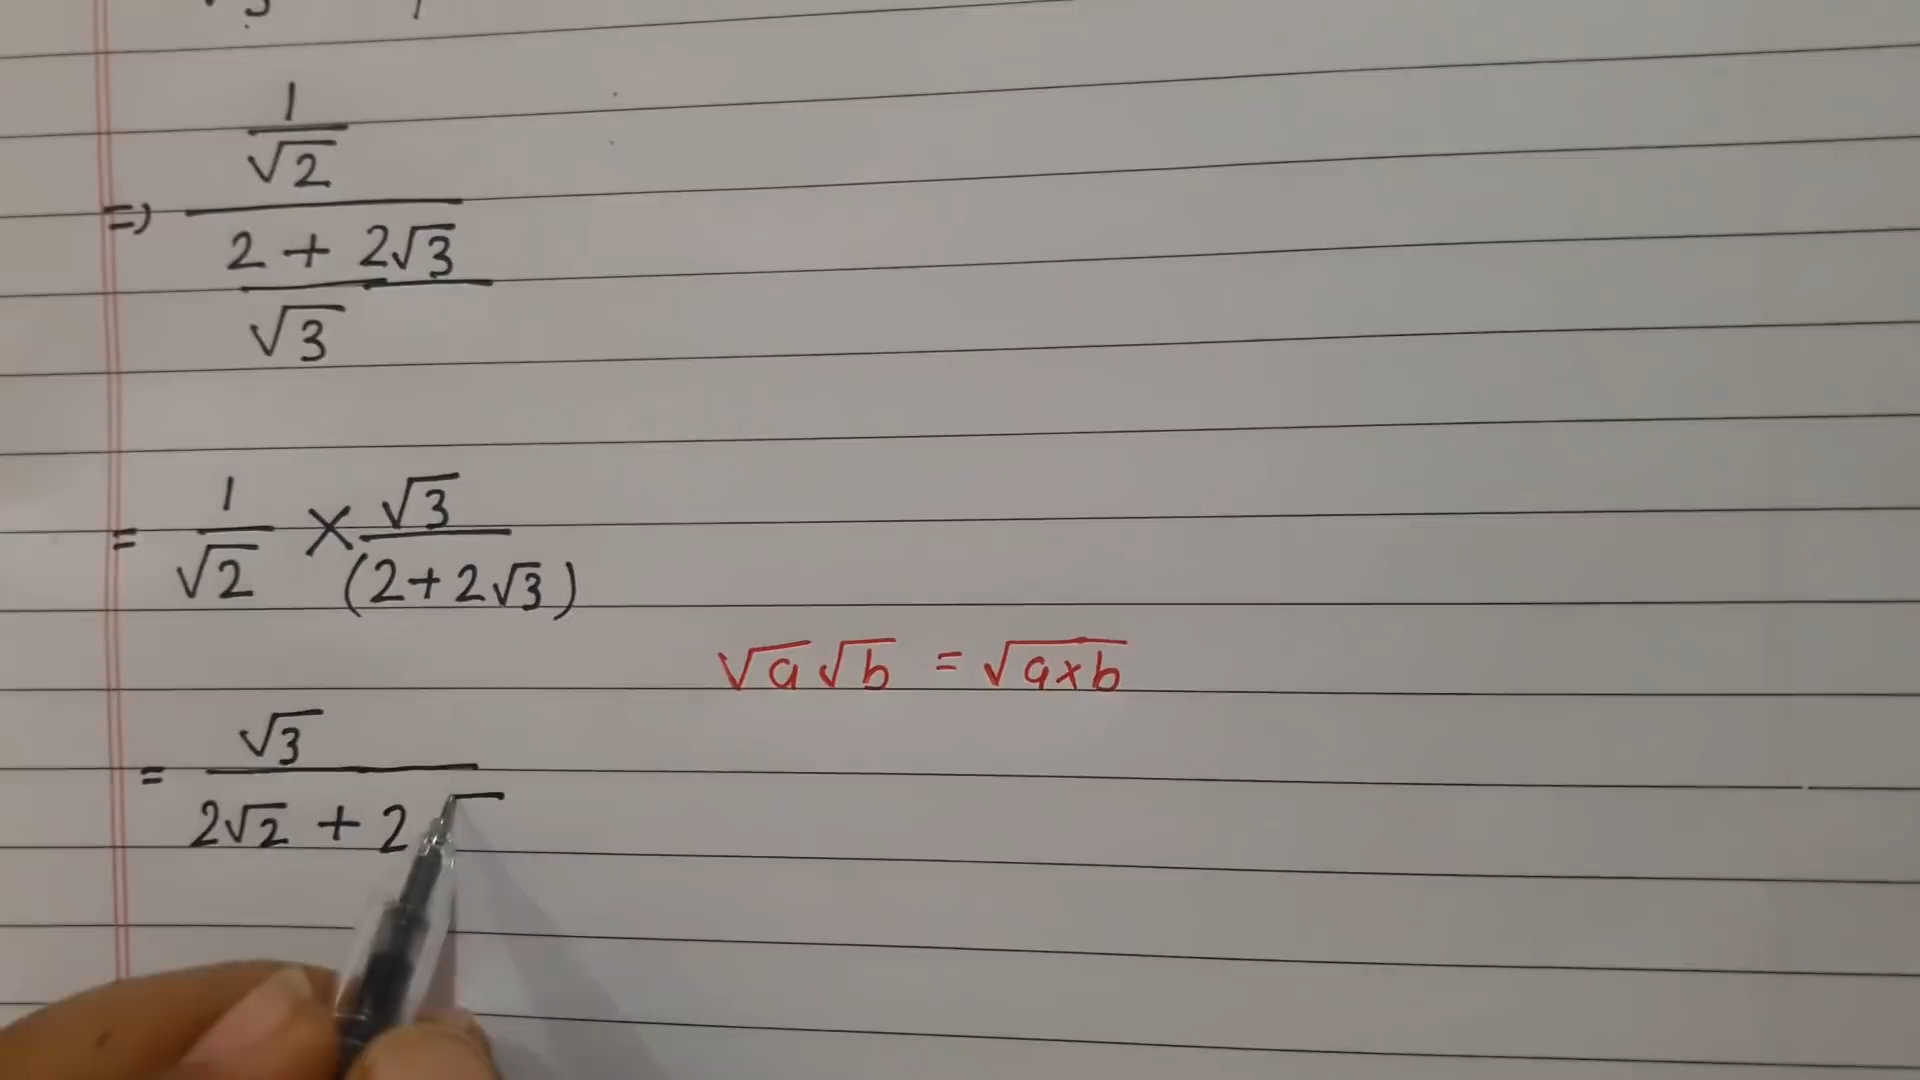 1
√2
=> ―――
2 + 2√3
√3
= 1/√2 × √3/(2+2√3)
√a√b = √a×b
= √3/2√2 + 2√